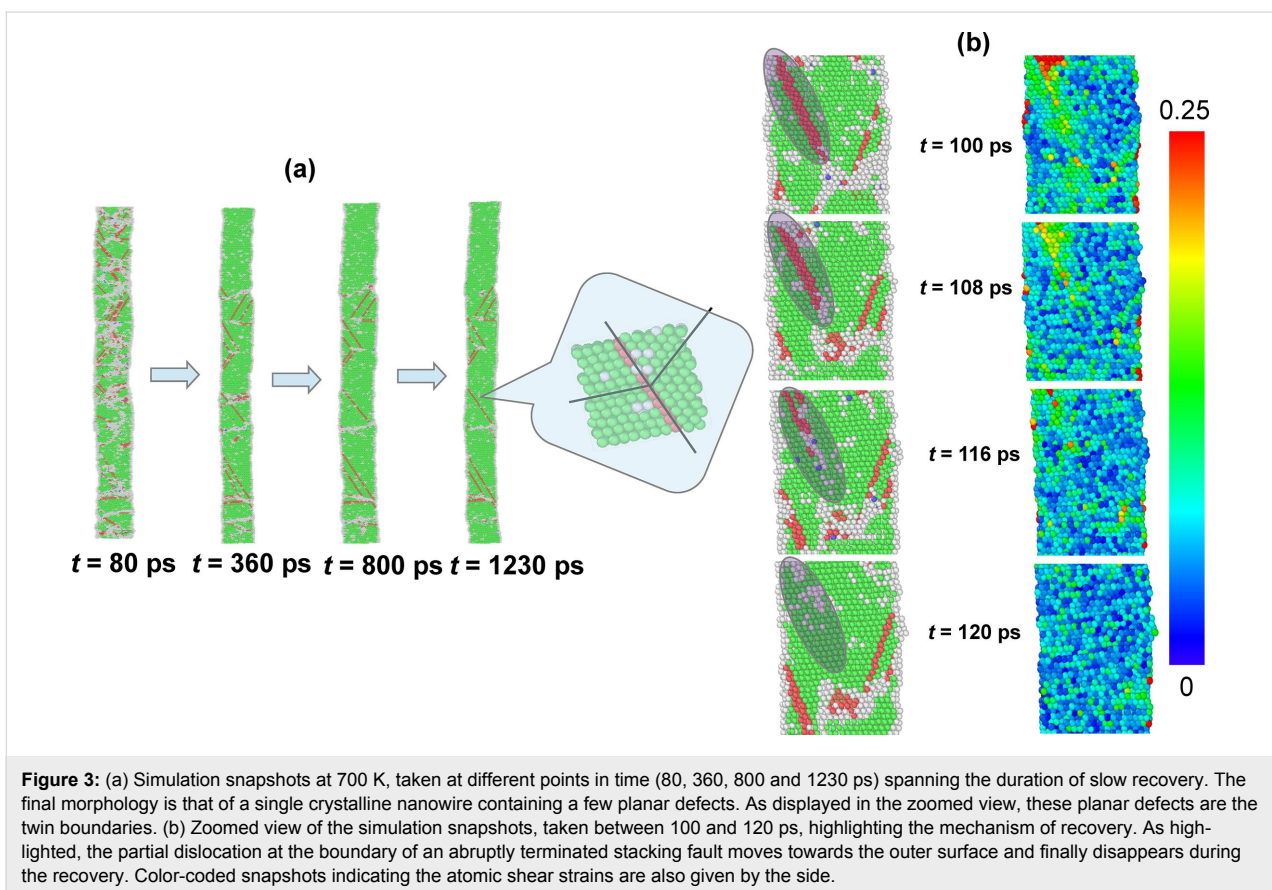 (a)
t = 80 ps t = 360 ps t = 800 ps t = 1230 ps
(b)
t = 100 ps
t = 108 ps
t = 116 ps
t = 120 ps
0.25
0
Figure 3: (a) Simulation snapshots at 700 K, taken at different points in time (80, 360, 800 and 1230 ps) spanning the duration of slow recovery. The
final morphology is that of a single crystalline nanowire containing a few planar defects. As displayed in the zoomed view, these planar defects are the
twin boundaries. (b) Zoomed view of the simulation snapshots, taken between 100 and 120 ps, highlighting the mechanism of recovery. As high-
lighted, the partial dislocation at the boundary of an abruptly terminated stacking fault moves towards the outer surface and finally disappears during
the recovery. Color-coded snapshots indicating the atomic shear strains are also given by the side.